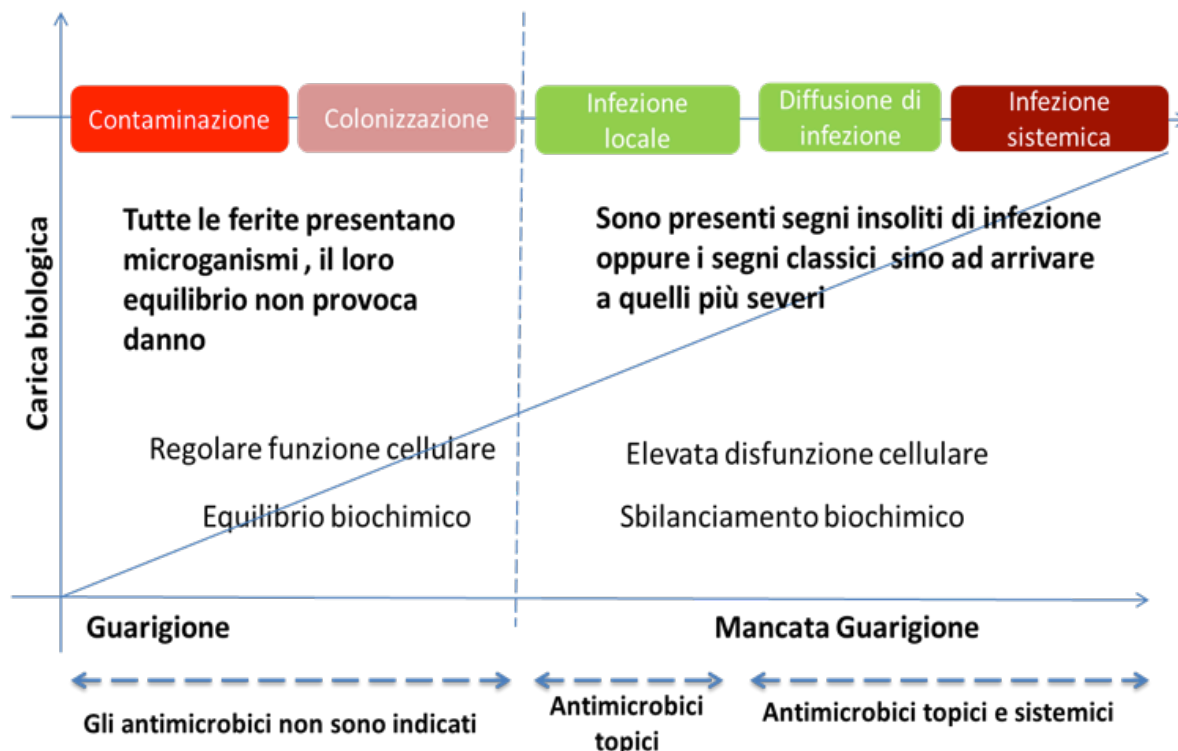 Contaminazione
Colonizzazione
Infezione
locale
Diffusione di
infezione
Infezione
sistemica
Carica biologica
Tutte le ferite presentano
microganismi , il loro
equilibrio non provoca
danno
Sono presenti segni insoliti di infezione
oppure i segni classici sino ad arrivare
a quelli più severi
Regolare funzione cellulare
Elevata disfunzione cellulare
Equilibrio biochimico
Sbilanciamento biochimico
Guarigione
Mancata Guarigione
Gli antimicrobici non sono indicati
Antimicrobici
topici
Antimicrobici topici e sistemici